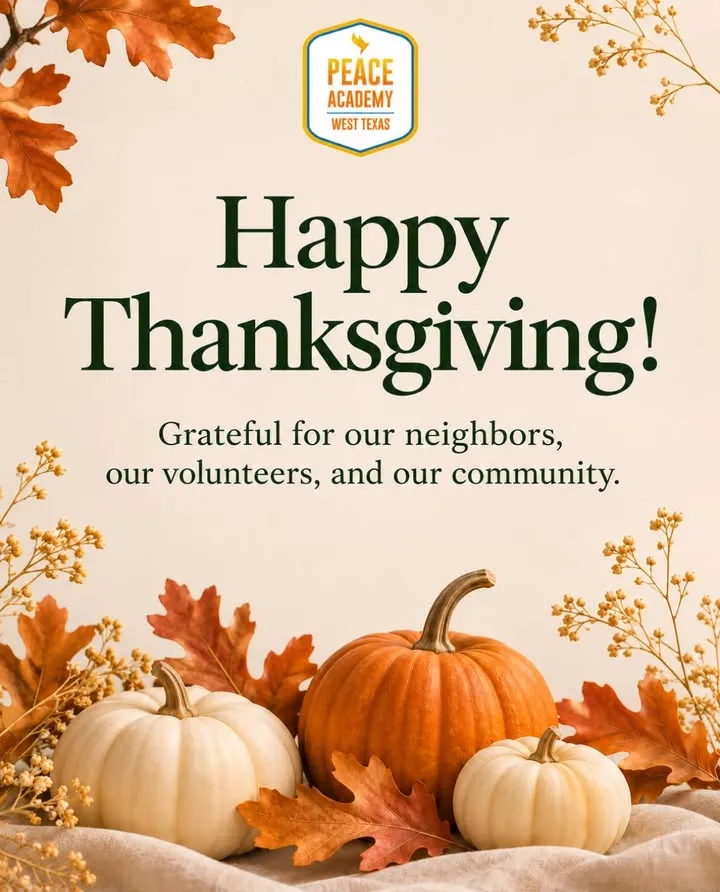 PEACE
ACADEMY
WEST TEXAS
Happy
Thanksgiving!
Grateful for our neighbors,
our volunteers, and our community.